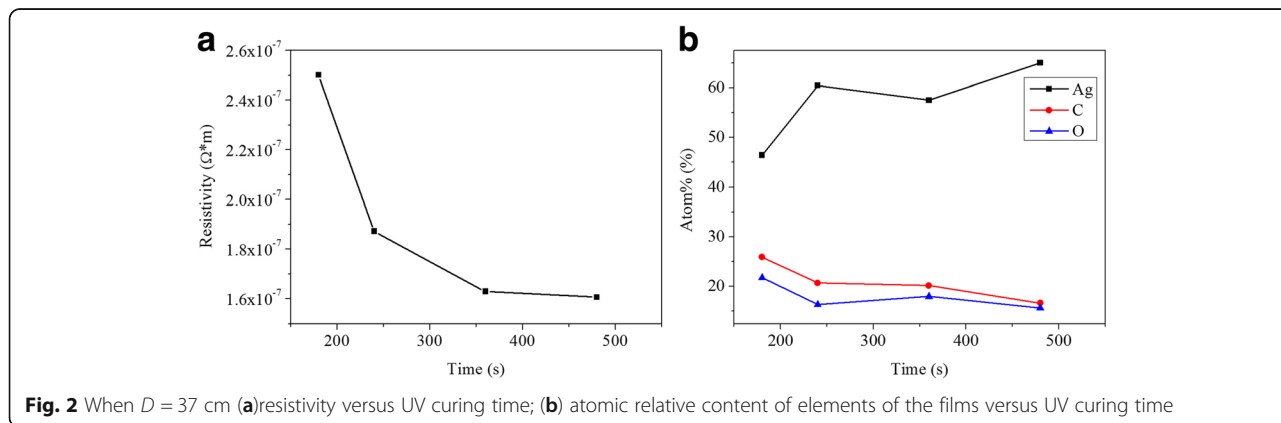 a
2.6x10⁻⁷
2.4x10⁻⁷
2.2x10⁻⁷
2.0x10⁻⁷
1.8x10⁻⁷
1.6x10⁻⁷
Resistivity (Ω*m)
200
300
400
500
Time (s)
b
60
50
40
30
20
Atom% (%)
Ag
C
O
200
300
400
500
Time (s)
Fig. 2 When D = 37 cm (a)resistivity versus UV curing time; (b) atomic relative content of elements of the films versus UV curing time